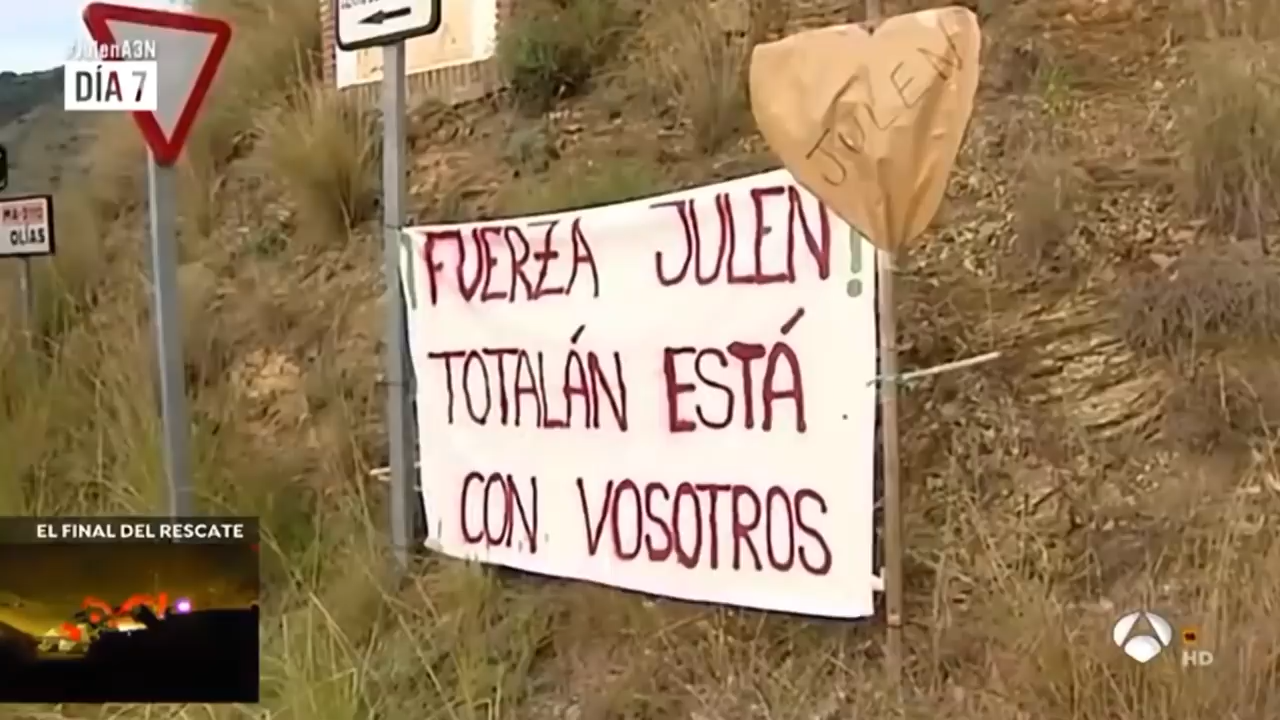 #JulenA3N
DÍA 7
OLÍAS
JULEN
¡FUERZA JULEN!
TOTALÁN ESTÁ
CON VOSOTROS
EL FINAL DEL RESCATE
HD